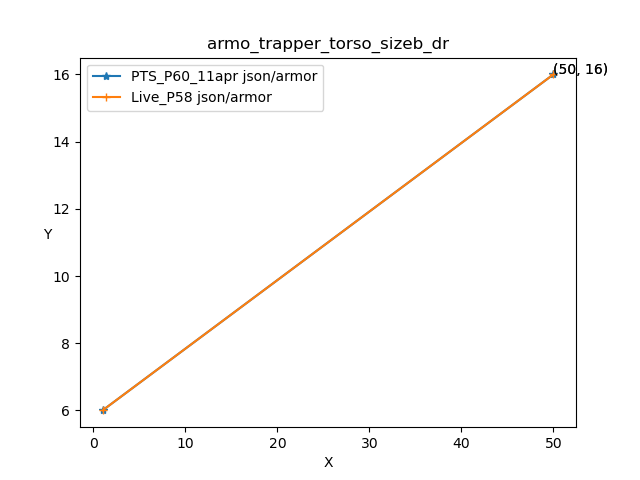 armo_trapper_torso_sizeb_dr
PTS_P60_11apr json/armor
Live_P58 json/armor
(50, 16)
16
14
12
10
8
6
Y
0 10 20 30 40 50
X